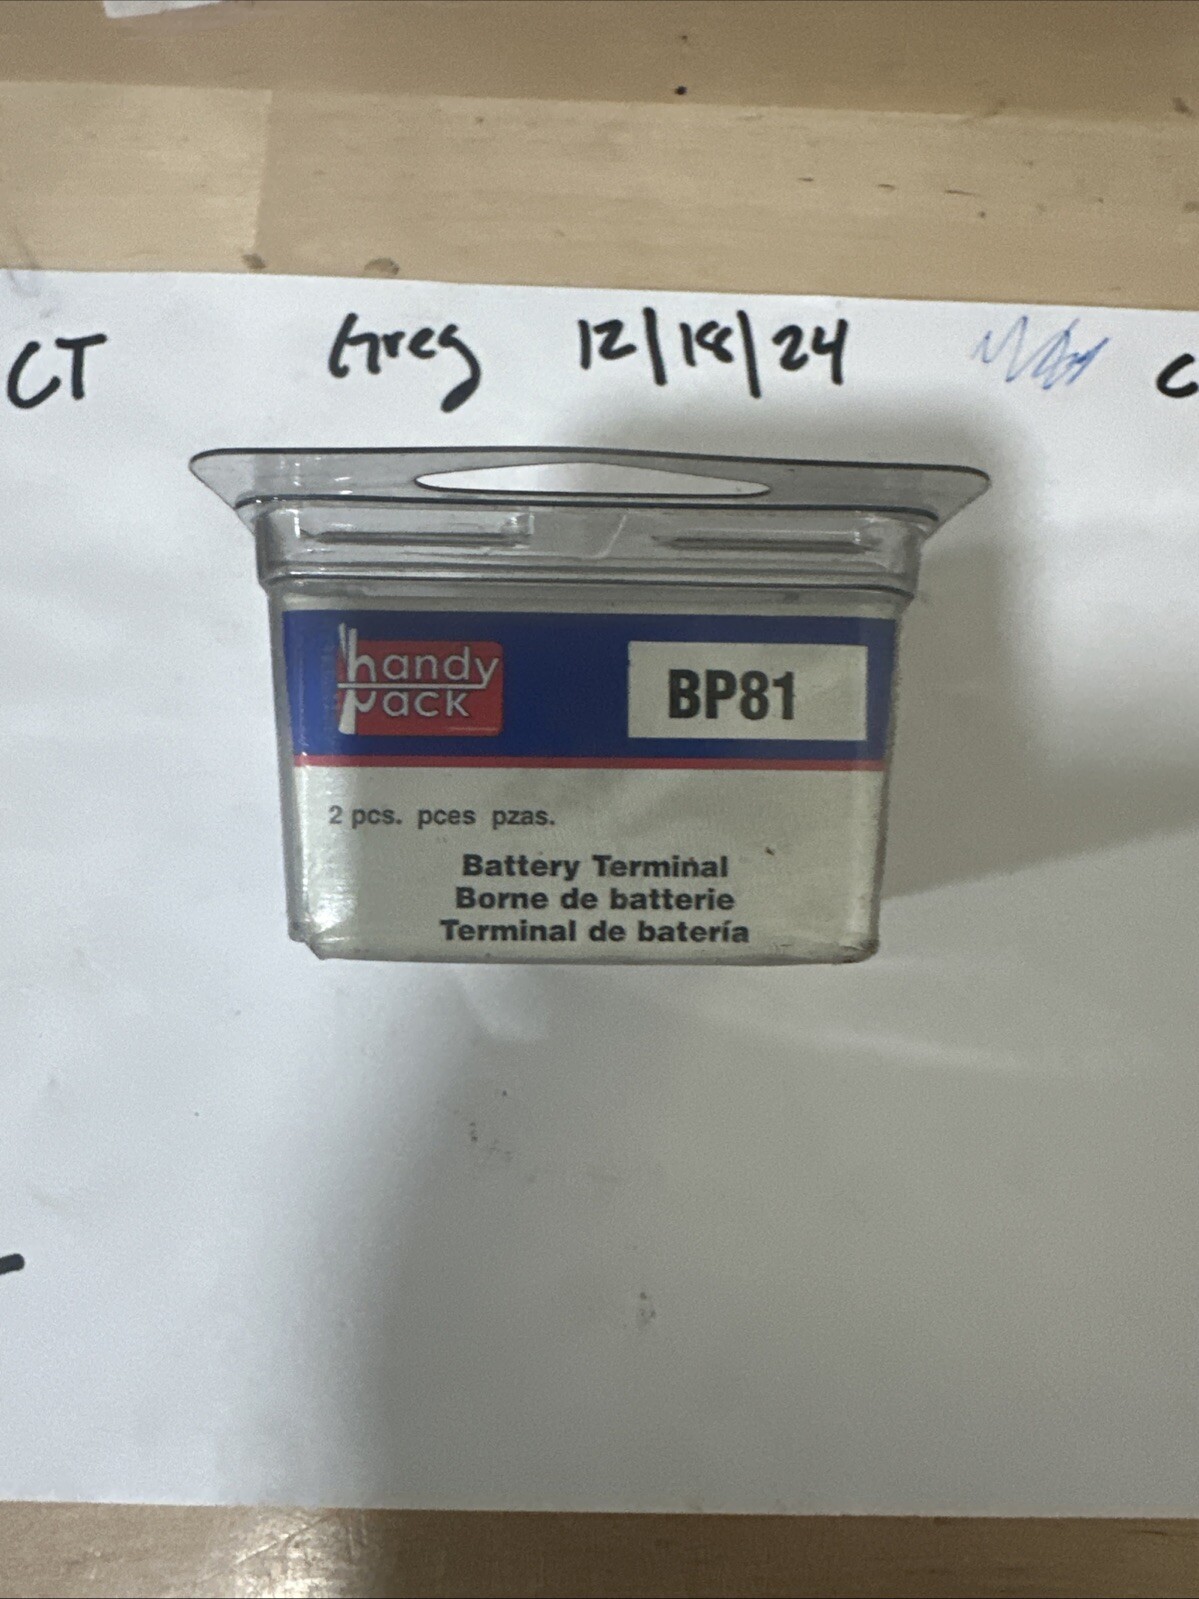 CT Greg 12/18/24 C
handy
pack
BP81
2 pcs. pces pzas.
Battery Terminal
Borne de batterie
Terminal de batería